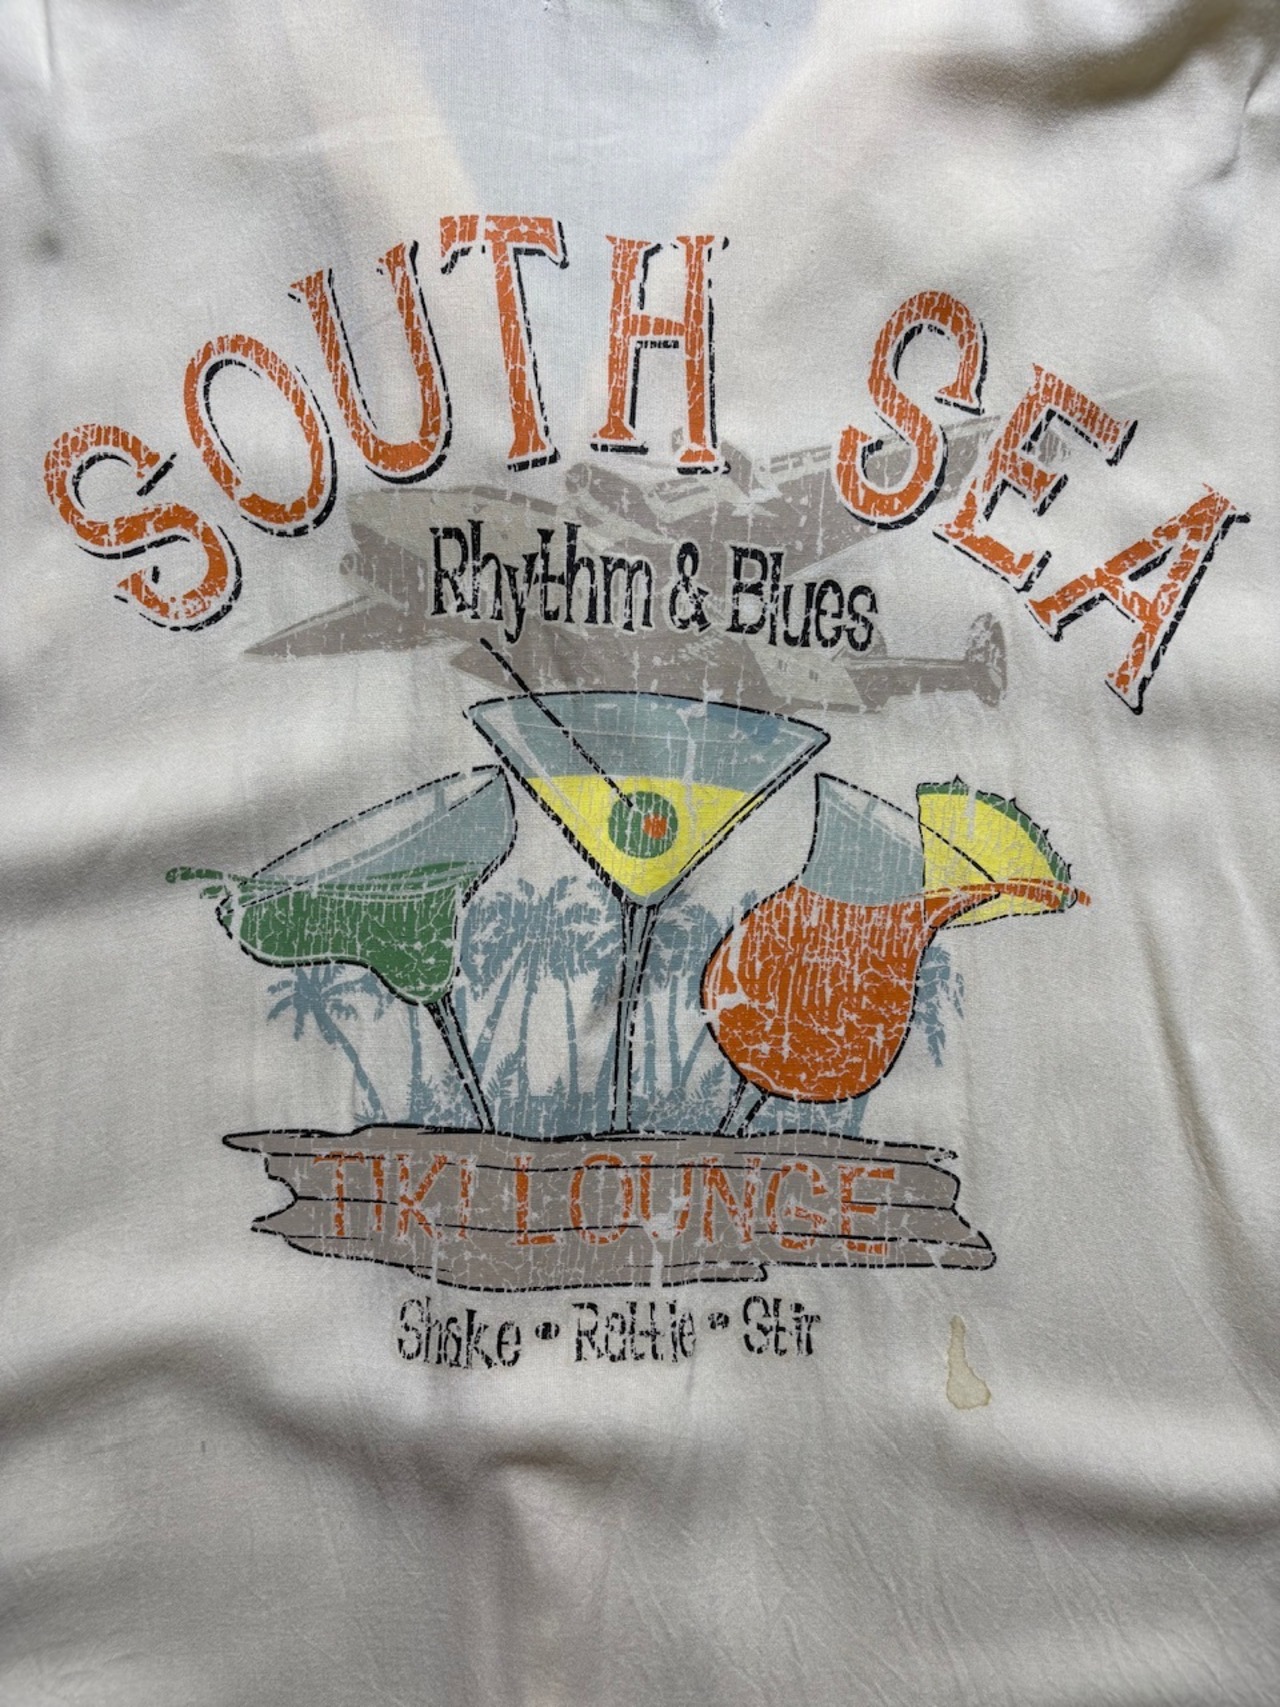 SOUTH SEA
Rhythm & Blues
TIKI LOUNGE
Shake • Rattle • Stir